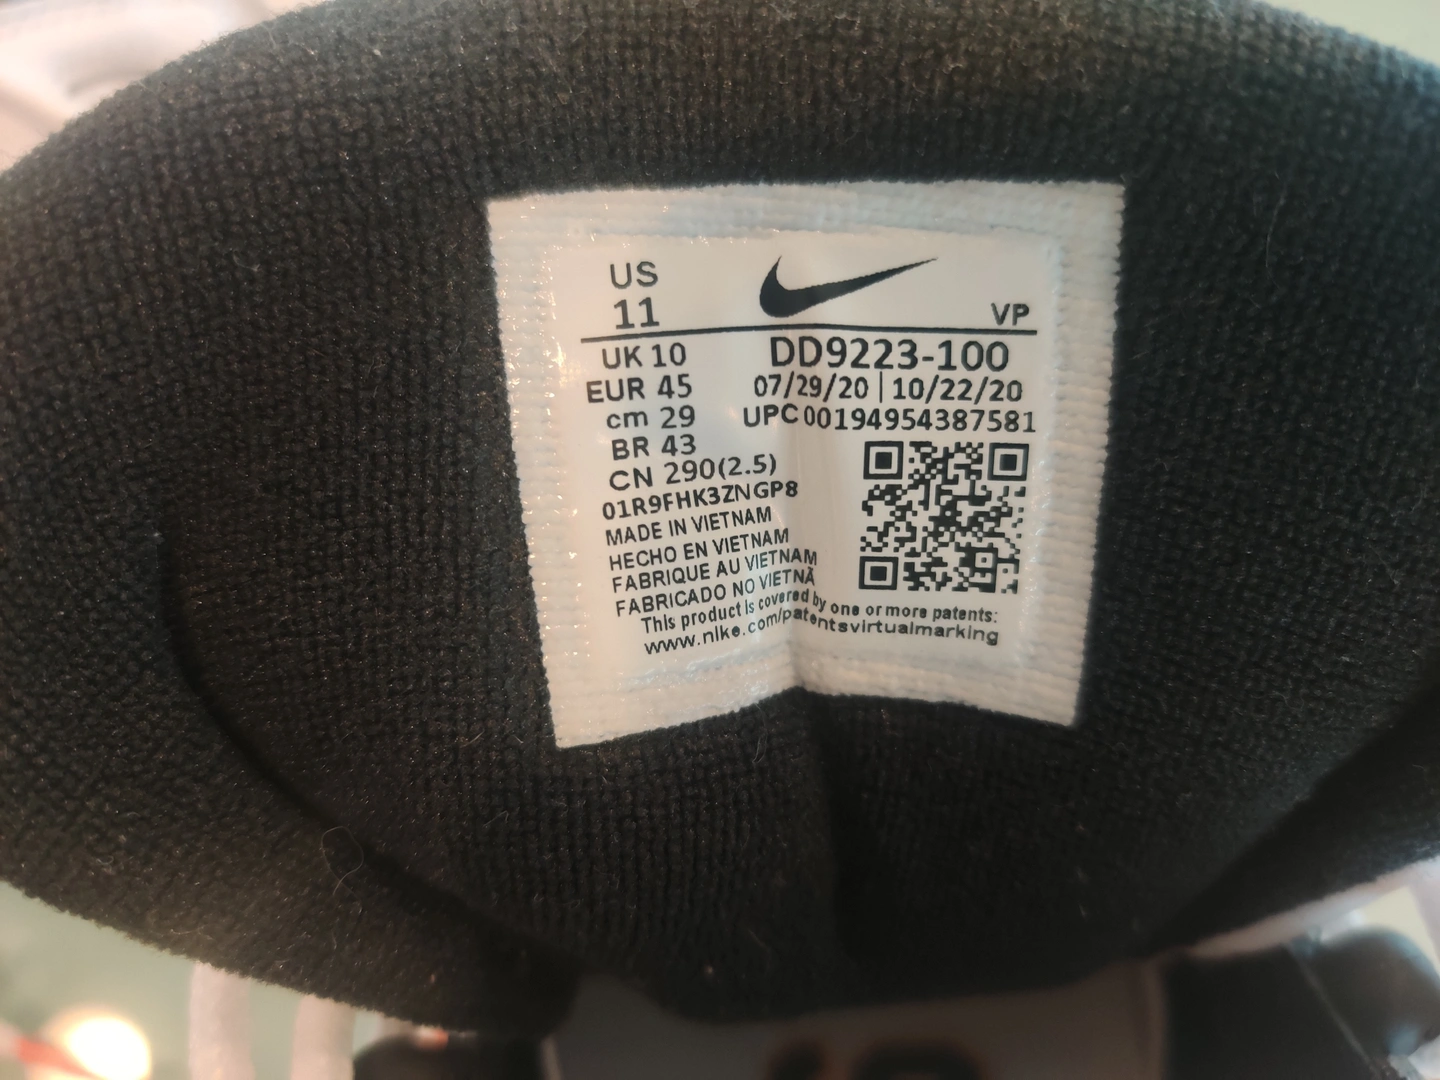 US
11
VP
UK 10
EUR 45
cm 29
BR 43
CN 290(2.5)
DD9223-100
07/29/20 | 10/22/20
UPC 00194954387581
01R9FHK3ZNGP8
MADE IN VIETNAM
HECHO EN VIETNAM
FABRIQUE AU VIETNAM
FABRICADO NO VIETNÃ
This product is covered by one or more patents:
www.nike.com/patentsvirtualmarking